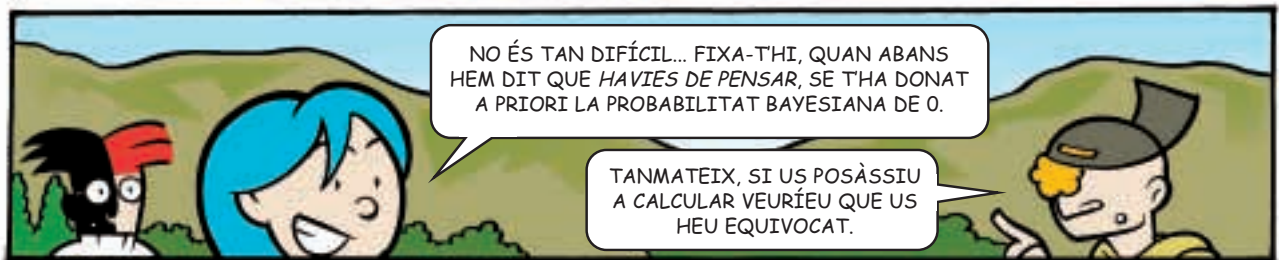 NO ÉS TAN DIFÍCIL... FIXA-T'HI, QUAN ABANS
HEM DIT QUE HAVIES DE PENSAR, SE T'HA DONAT
A PRIORI LA PROBABILITAT BAYESIANA DE 0.
TANMATEIX, SI US POSÀSSIU
A CALCULAR VEURÍEU QUE US
HEU EQUIVOCAT.